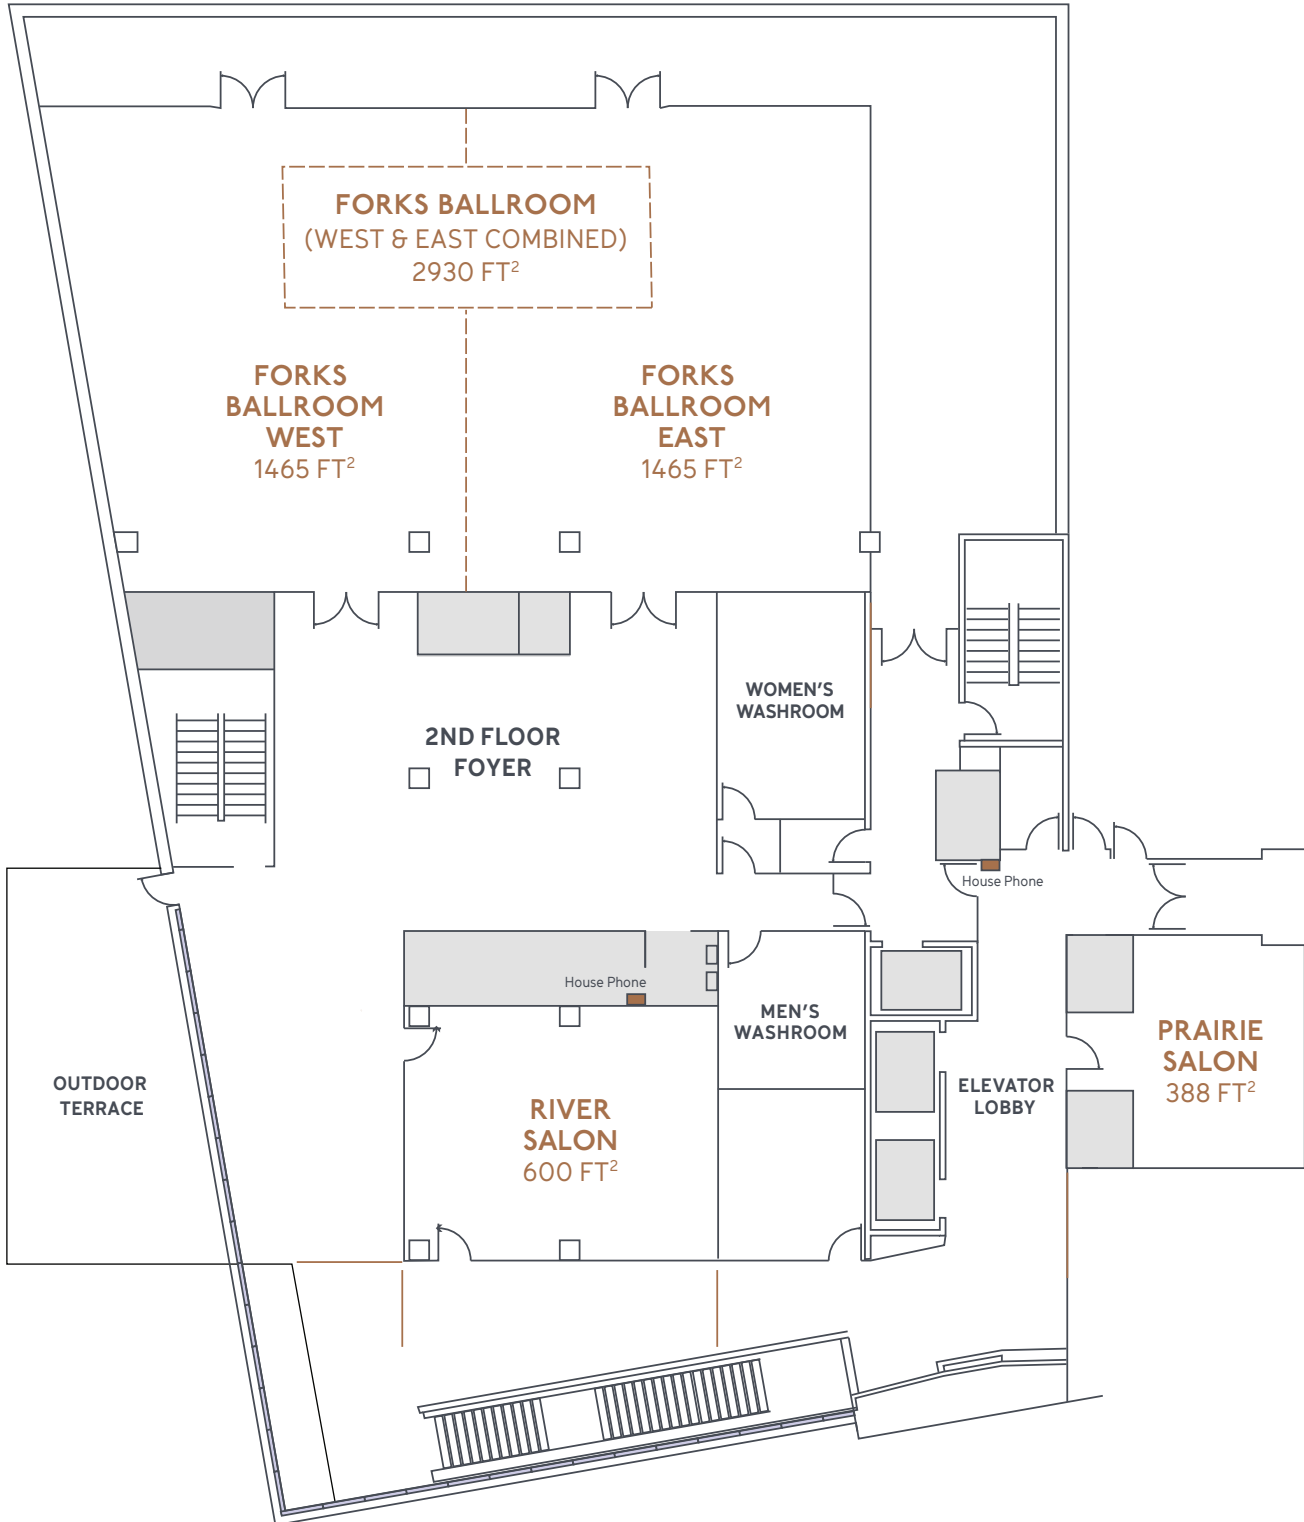 FORKS BALLROOM
(WEST & EAST COMBINED)
2930 FT²
FORKS
BALLROOM
WEST
1465 FT²
FORKS
BALLROOM
EAST
1465 FT²
WOMEN'S
WASHROOM
2ND FLOOR
FOYER
House Phone
House Phone
MEN'S
WASHROOM
PRAIRIE
SALON
388 FT²
OUTDOOR
TERRACE
ELEVATOR
LOBBY
RIVER
SALON
600 FT²